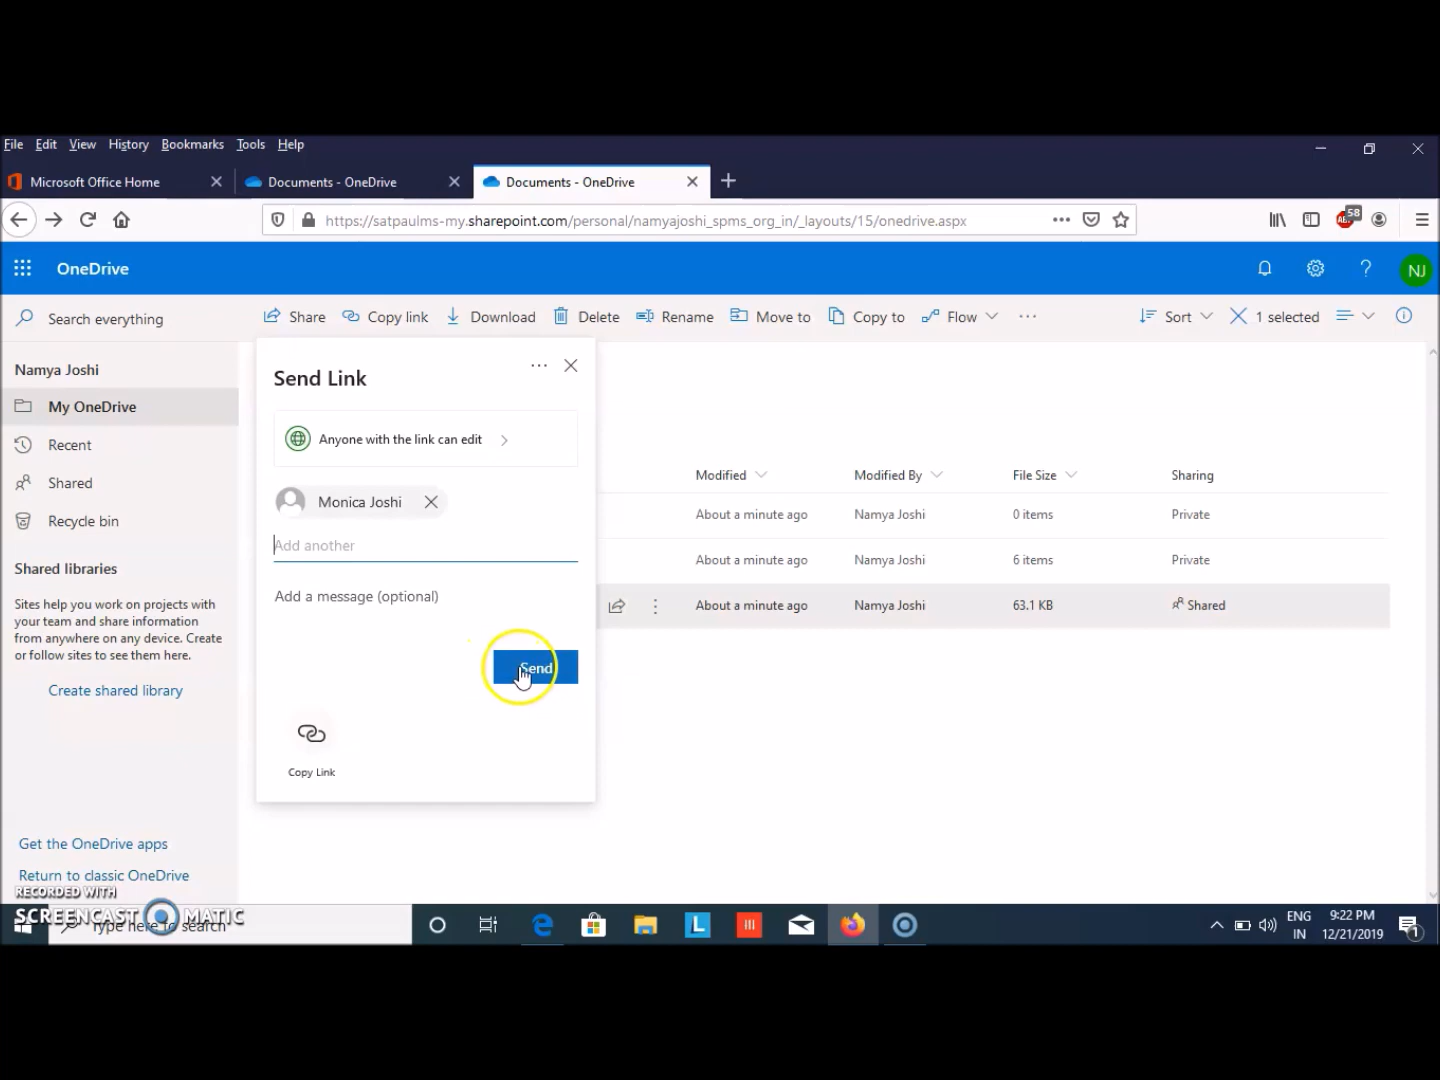 File Edit View History Bookmarks Tools Help
Microsoft Office Home
Documents - OneDrive
Documents - OneDrive
https://satpaulms-my.sharepoint.com/personal/namyajoshi_spms_org_in/_layouts/15/onedrive.aspx
58
OneDrive
? NJ
Search everything
Share Copy link Download Delete Rename Move to Copy to Flow Sort 1 selected
Namya Joshi
My OneDrive
Recent
Shared
Recycle bin
Shared libraries
Sites help you work on projects with
your team and share information
from anywhere on any device. Create
or follow sites to see them here.
Create shared library
Get the OneDrive apps
Return to classic OneDrive
Send Link
Anyone with the link can edit
Monica Joshi
Add another
Add a message (optional)
Send
Copy Link
Modified Modified By File Size Sharing
About a minute ago Namya Joshi 0 items Private
About a minute ago Namya Joshi 6 items Private
About a minute ago Namya Joshi 63.1 KB Shared
RECORDED WITH
SCREENCAST MATIC
Type here to search
L
ENG
IN
9:22 PM
12/21/2019
1